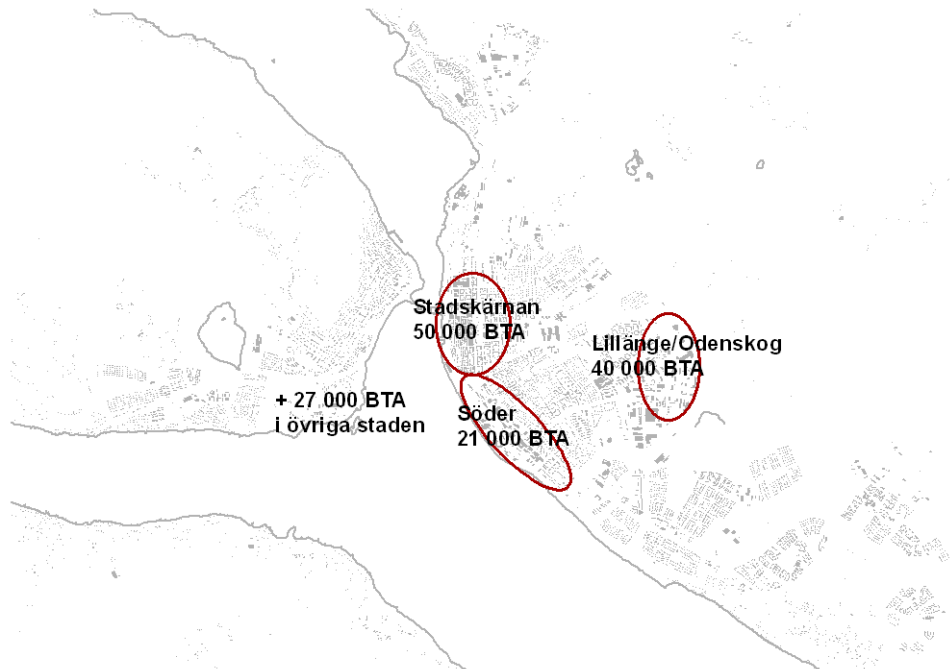 Stadskärnan
50 000 BTA
Lillänge/Odenskog
40 000 BTA
+ 27 000 BTA
i övriga staden
Söder
21 000 BTA